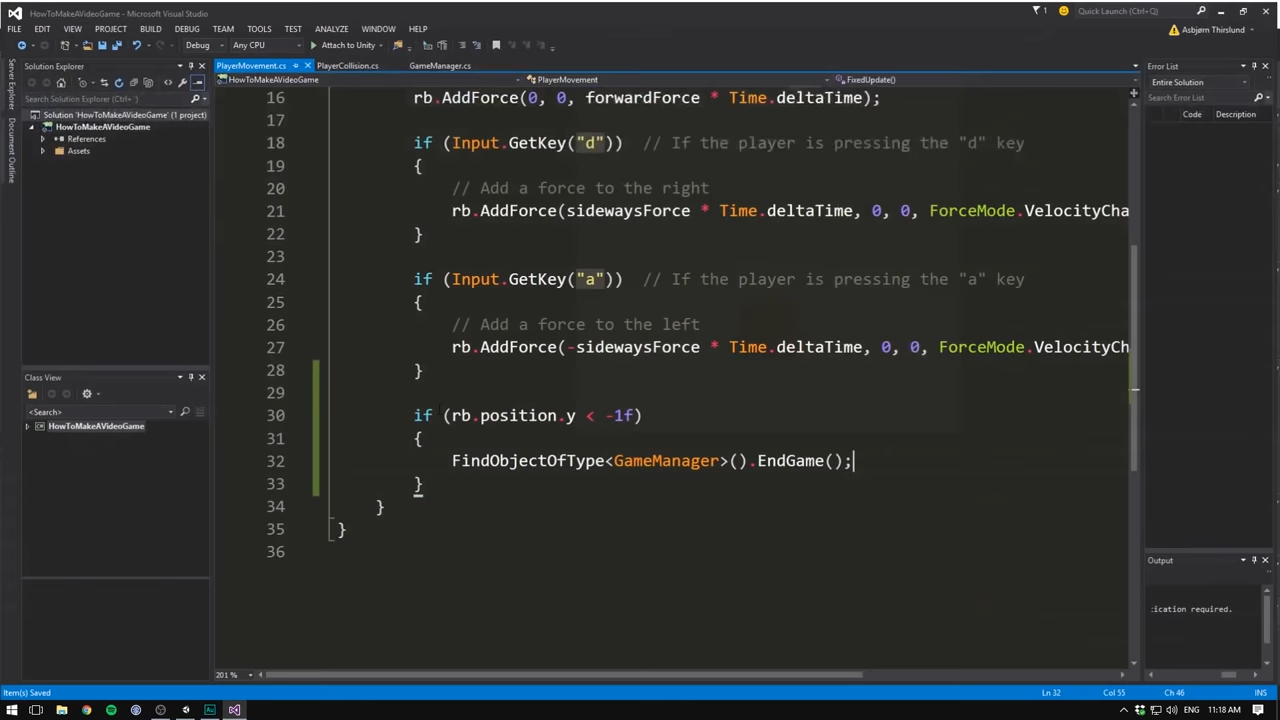 HowToMakeAVideoGame - Microsoft Visual Studio
1
Quick Launch (Ctrl+Q)
FILE EDIT VIEW PROJECT BUILD DEBUG TEAM TOOLS TEST ANALYZE WINDOW HELP
Asbjørn Thirslund
Debug Any CPU Attach to Unity
Server Explorer
Document Outline
Solution Explorer
Search Solution Explorer (Ctrl+
Solution 'HowToMakeAVideoGame' (1 project)
HowToMakeAVideoGame
References
Assets
Class View
<Search>
HowToMakeAVideoGame
PlayerMovement.cs PlayerCollision.cs GameManager.cs
HowToMakeAVideoGame PlayerMovement FixedUpdate()
16 rb.AddForce(0, 0, forwardForce * Time.deltaTime);
17
18 if (Input.GetKey("d")) // If the player is pressing the "d" key
19 {
20 // Add a force to the right
21 rb.AddForce(sidewaysForce * Time.deltaTime, 0, 0, ForceMode.VelocityCha
22 }
23
24 if (Input.GetKey("a")) // If the player is pressing the "a" key
25 {
26 // Add a force to the left
27 rb.AddForce(-sidewaysForce * Time.deltaTime, 0, 0, ForceMode.VelocityCh
28 }
29
30 if (rb.position.y < -1f)
31 {
32 FindObjectOfType<GameManager>().EndGame();
33 }
34 }
35 }
36
201 %
Error List
Entire Solution
Search Error List
Code Description
Output
ication required.
Item(s) Saved Ln 32 Col 55 Ch 46 INS
11:18 AM